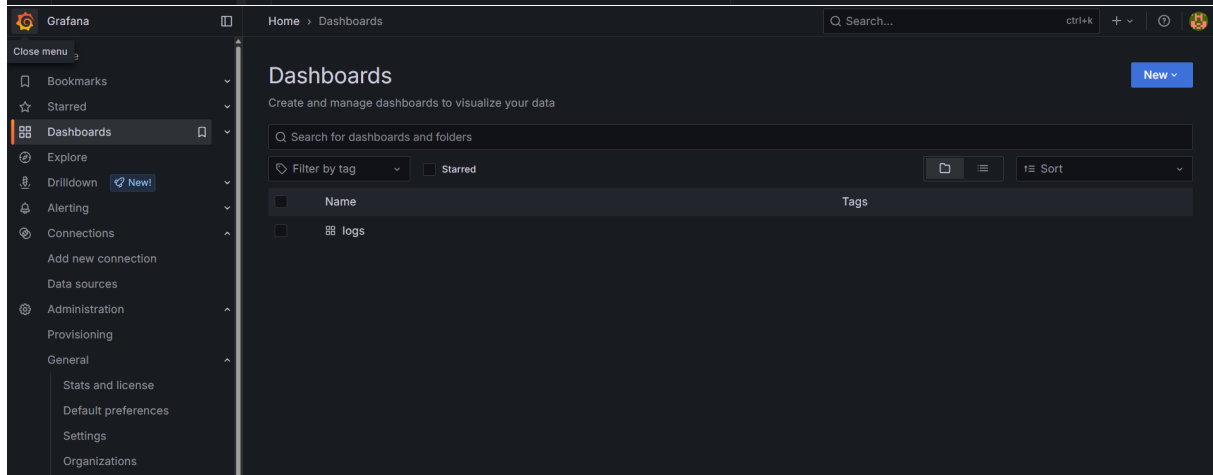 Grafana
Home › Dashboards
Search...
ctrl+k
Close menu
Bookmarks
Starred
Dashboards
Explore
Drilldown
New!
Alerting
Connections
Add new connection
Data sources
Administration
Provisioning
General
Stats and license
Default preferences
Settings
Organizations
Dashboards
New
Create and manage dashboards to visualize your data
Search for dashboards and folders
Filter by tag
Starred
Sort
Name
Tags
logs